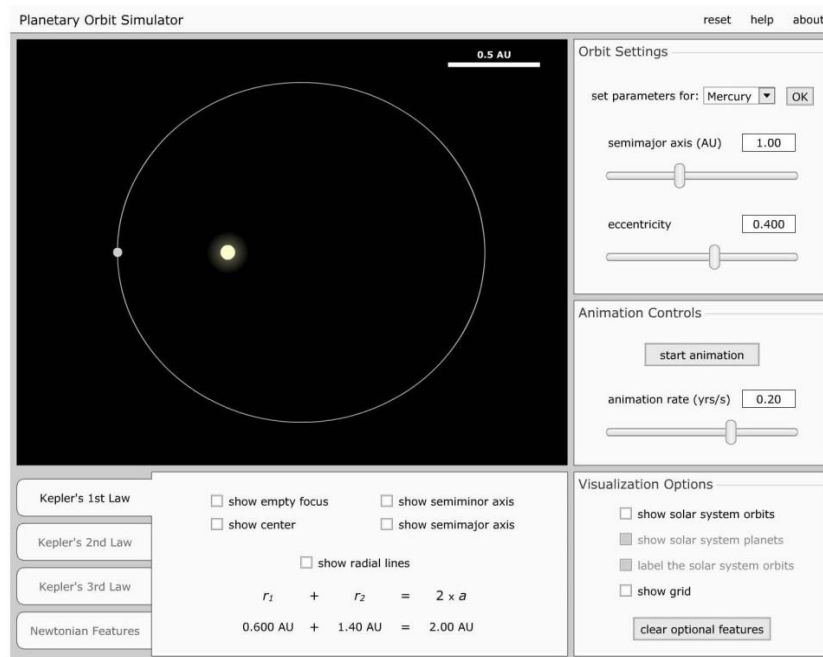 Planetary Orbit Simulator
reset help about
0.5 AU
Orbit Settings
set parameters for: Mercury OK
semimajor axis (AU) 1.00
eccentricity 0.400
Animation Controls
start animation
animation rate (yrs/s) 0.20
Kepler's 1st Law
Kepler's 2nd Law
Kepler's 3rd Law
Newtonian Features
show empty focus show semiminor axis
show center show semimajor axis
show radial lines
r₁ + r₂ = 2 x a
0.600 AU + 1.40 AU = 2.00 AU
Visualization Options
show solar system orbits
show solar system planets
label the solar system orbits
show grid
clear optional features